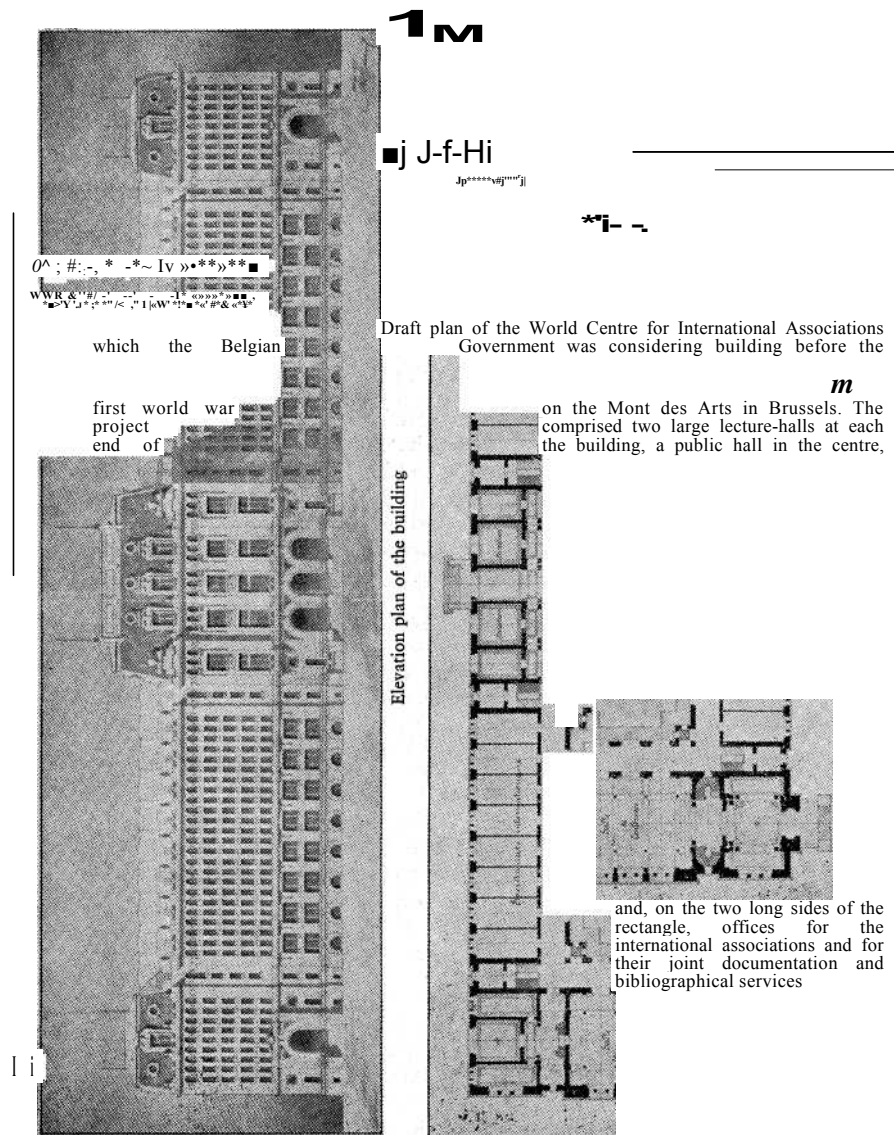 1M
■j J-f-Hi
Draft plan of the World Centre for International Associations
which the Belgian Government was considering building before the
m
first world war on the Mont des Arts in Brussels. The
project comprised two large lecture-halls at each
end of the building, a public hall in the centre,
Elevation plan of the building
and, on the two long sides of the
rectangle, offices for the
international associations and for
their joint documentation and
bibliographical services